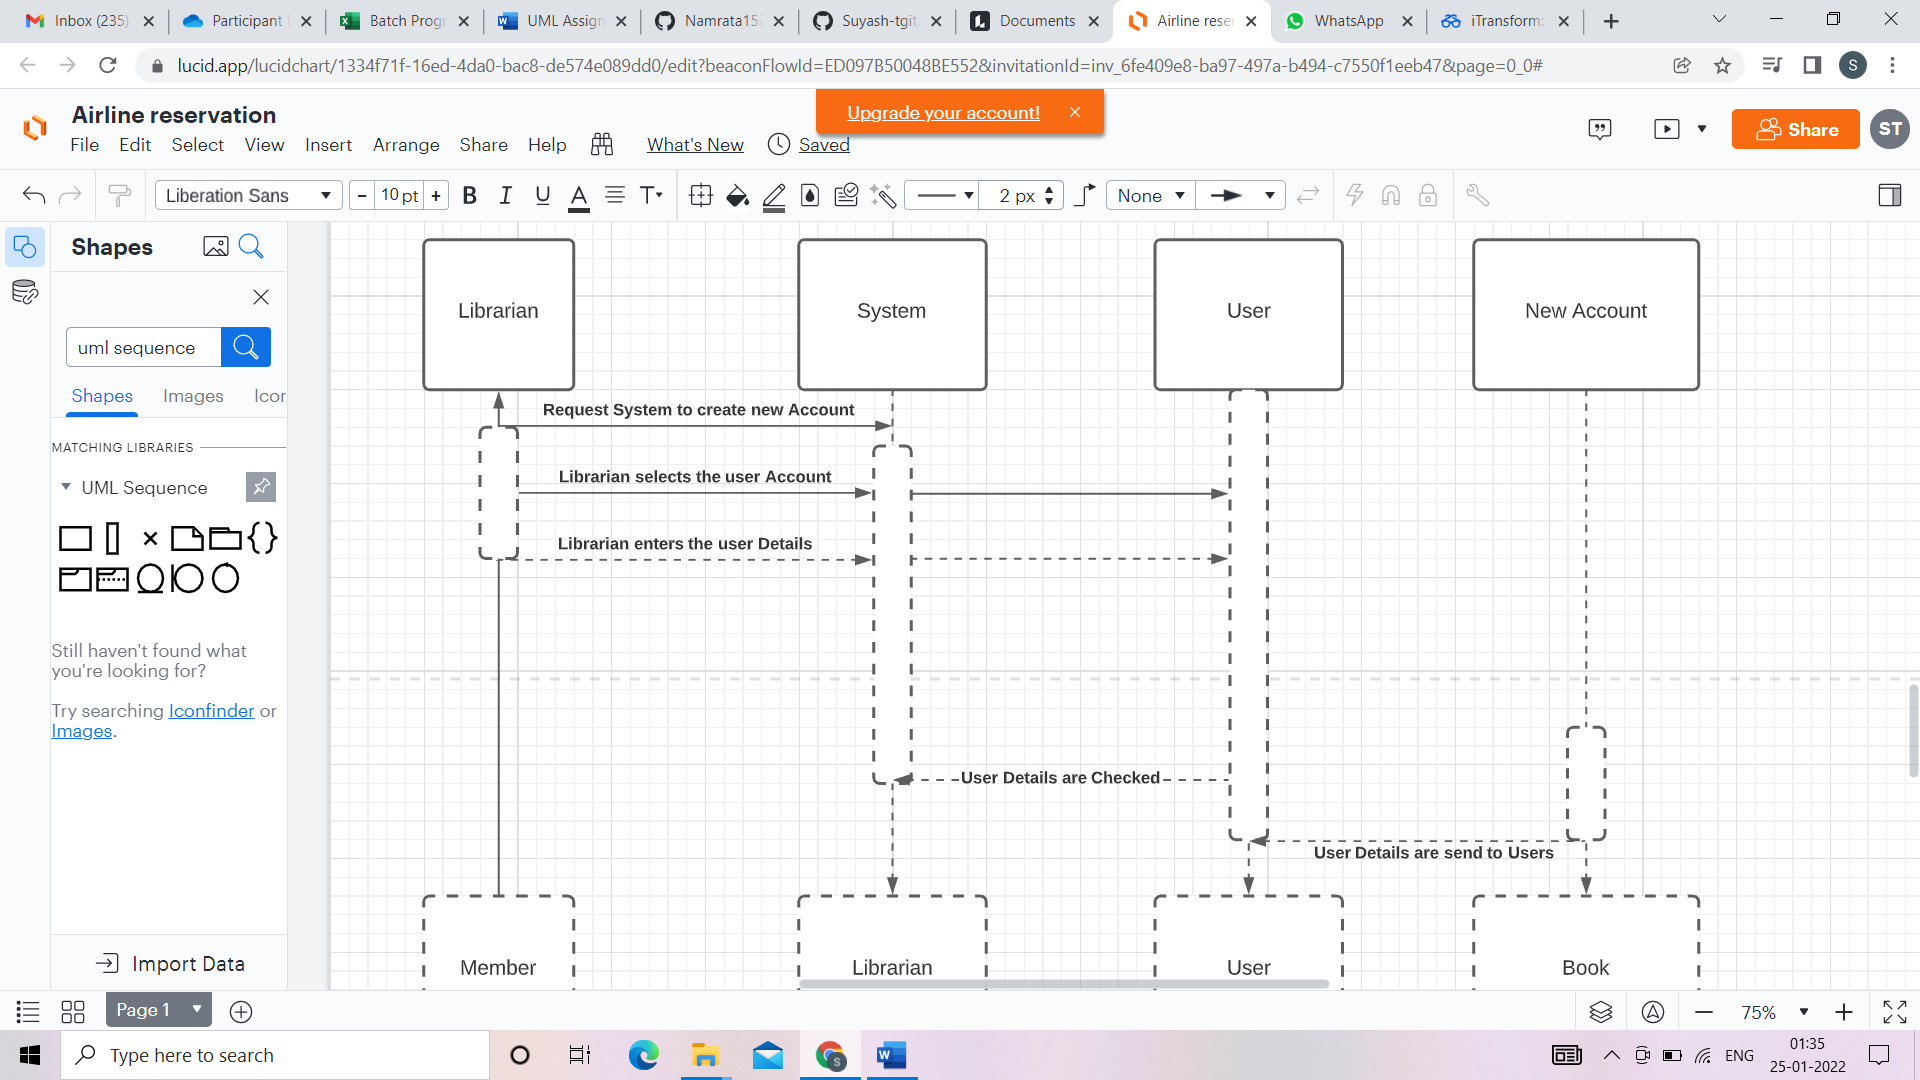 Inbox (235)
Participant
Batch Progr
UML Assign
Namrata152
Suyash-tgit
Documents
Airline rese
WhatsApp
iTransform
lucid.app/lucidchart/1334f71f-16ed-4da0-bac8-de574e089dd0/edit?beaconFlowId=ED097B50048BE552&invitationId=inv_6fe409e8-ba97-497a-b494-c7550f1eeb47&page=0_0#
S
Airline reservation
Upgrade your account!
File Edit Select View Insert Arrange Share Help What's New Saved
Share
ST
Liberation Sans
- 10 pt +
B I U A T
2 px
None
Shapes
uml sequence
Shapes Images Icor
MATCHING LIBRARIES
UML Sequence
Still haven't found what
you're looking for?
Try searching Iconfinder or
Images.
Import Data
Librarian
System
User
New Account
Request System to create new Account
Librarian selects the user Account
Librarian enters the user Details
User Details are Checked
User Details are send to Users
Member
Librarian
User
Book
Page 1
75%
Type here to search
S
ENG
01:35
25-01-2022